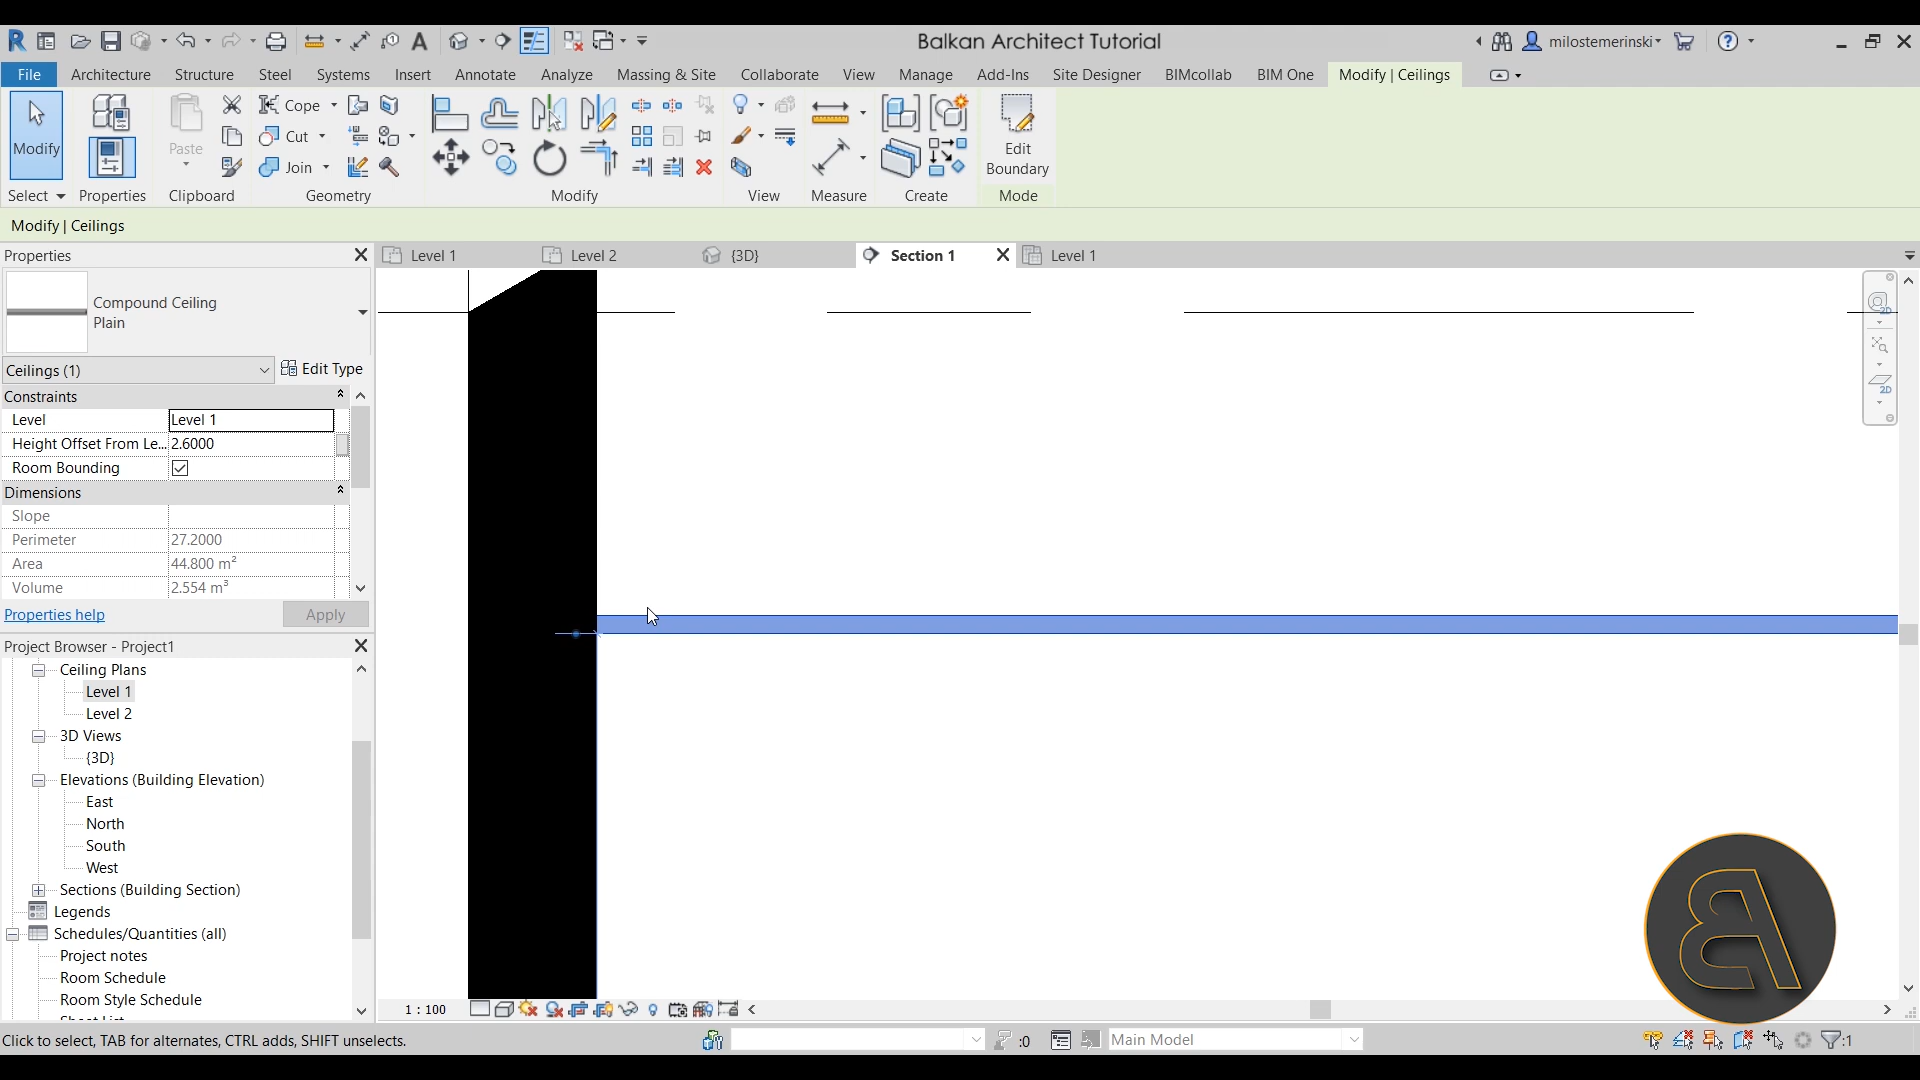 Balkan Architect Tutorial
milostemerinski
File Architecture Structure Steel Systems Insert Annotate Analyze Massing & Site Collaborate View Manage Add-Ins Site Designer BIMcollab BIM One Modify | Ceilings
Modify
Paste
Cope
Cut
Join
Edit
Boundary
Select Properties Clipboard Geometry Modify View Measure Create Mode
Modify | Ceilings
Properties
Level 1
Level 2
{3D}
Section 1
Level 1
Compound Ceiling
Plain
Ceilings (1)
Edit Type
Constraints
Level Level 1
Height Offset From Le... 2.6000
Room Bounding
Dimensions
Slope
Perimeter 27.2000
Area 44.800 m²
Volume 2.554 m³
Properties help
Apply
Project Browser - Project1
Ceiling Plans
Level 1
Level 2
3D Views
{3D}
Elevations (Building Elevation)
East
North
South
West
Sections (Building Section)
Legends
Schedules/Quantities (all)
Project notes
Room Schedule
Room Style Schedule
2D
2D
1 : 100
Click to select, TAB for alternates, CTRL adds, SHIFT unselects.
:0
Main Model
:1